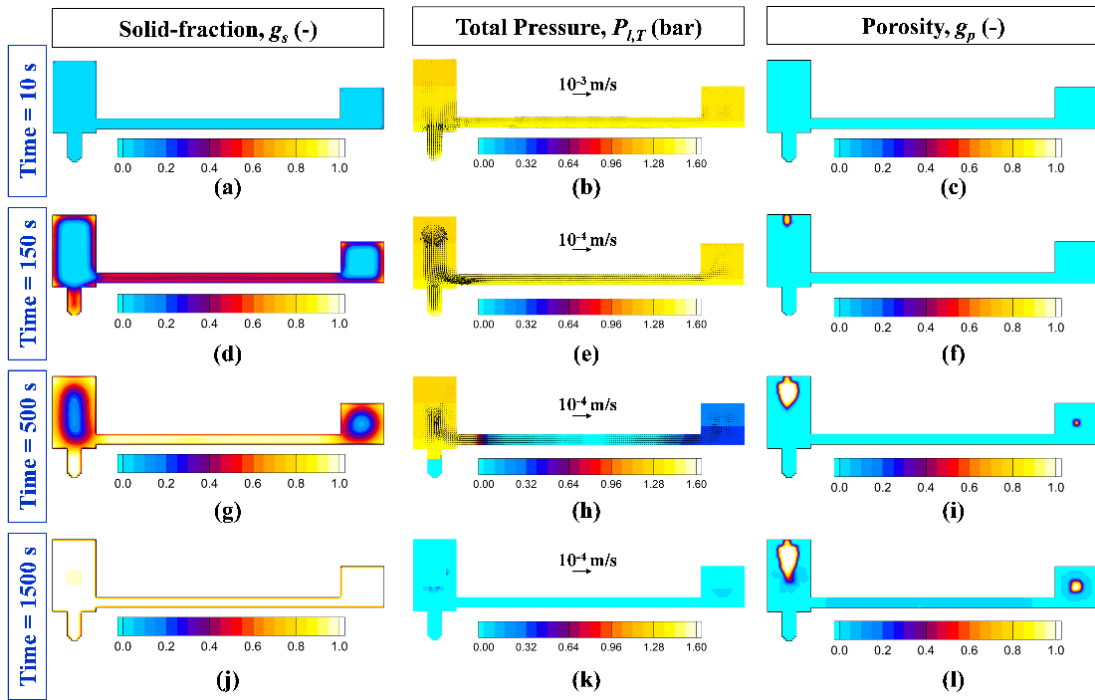 Solid-fraction, gₛ (-)
Total Pressure, P_{l,T} (bar)
Porosity, gₚ (-)
Time = 10 s
10⁻³ m/s
0.0 0.2 0.4 0.6 0.8 1.0
0.00 0.32 0.64 0.96 1.28 1.60
0.0 0.2 0.4 0.6 0.8 1.0
(a)
(b)
(c)
Time = 150 s
10⁻⁴ m/s
0.0 0.2 0.4 0.6 0.8 1.0
0.00 0.32 0.64 0.96 1.28 1.60
0.0 0.2 0.4 0.6 0.8 1.0
(d)
(e)
(f)
Time = 500 s
10⁻⁴ m/s
0.0 0.2 0.4 0.6 0.8 1.0
0.00 0.32 0.64 0.96 1.28 1.60
0.0 0.2 0.4 0.6 0.8 1.0
(g)
(h)
(i)
Time = 1500 s
10⁻⁴ m/s
0.0 0.2 0.4 0.6 0.8 1.0
0.00 0.32 0.64 0.96 1.28 1.60
0.0 0.2 0.4 0.6 0.8 1.0
(j)
(k)
(l)